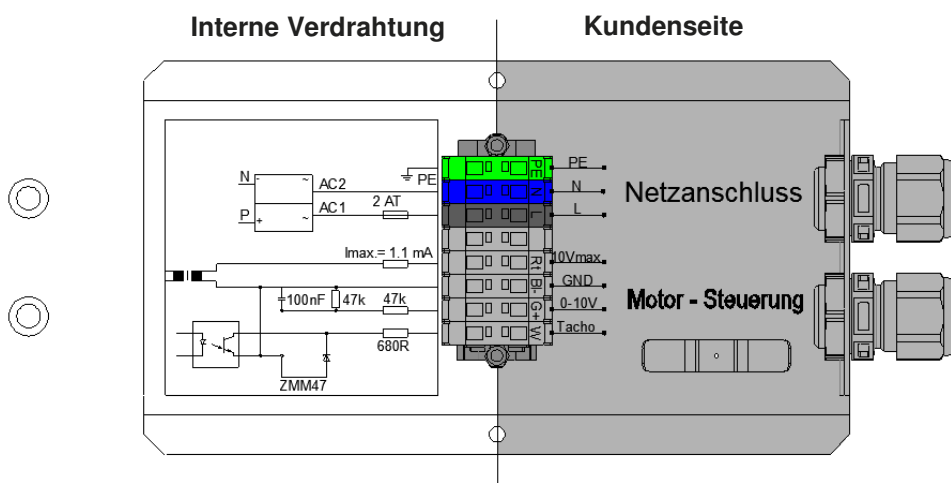 Interne Verdrahtung
Kundenseite
N
-
~
AC2
P
+
~
AC1
2 AT
PE
Imax.= 1.1 mA
100nF
47k
47k
680R
ZMM47
PE
N
L
Rt
B-
G+
W
PE
N
L
10Vmax
GND
0-10V
Tacho
Netzanschluss
Motor - Steuerung